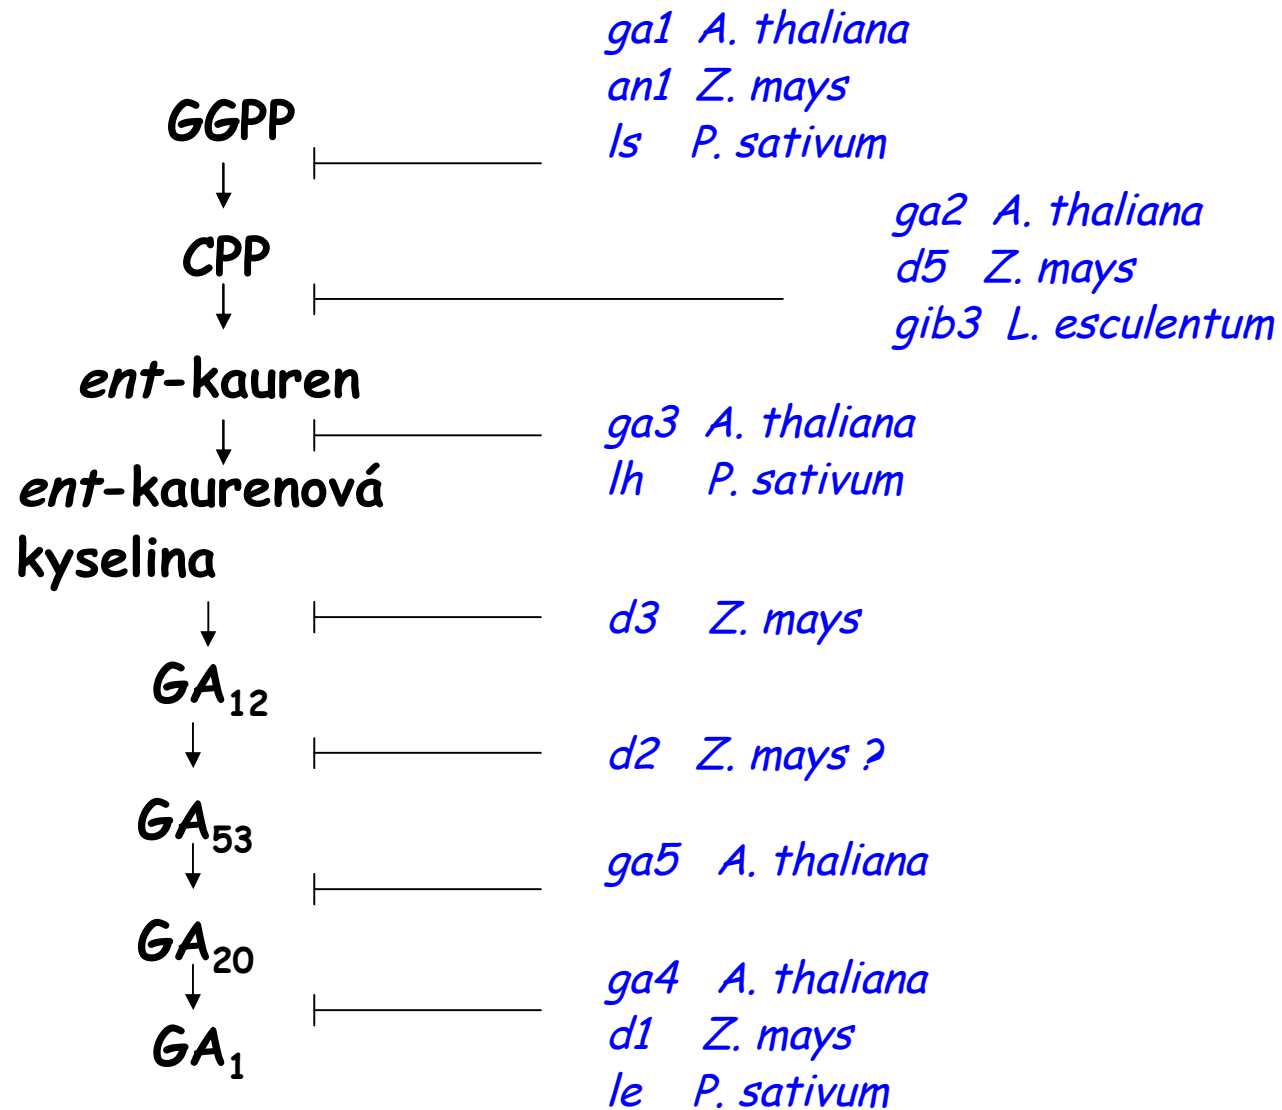 ga1 A. thaliana
an1 Z. mays
GGPP
ls P. sativum
ga2 A. thaliana
CPP
d5 Z. mays
gib3 L. esculentum
ent-kauren
ga3 A. thaliana
ent-kaurenová
lh P. sativum
kyselina
d3 Z. mays
GA12
d2 Z. mays ?
GA53
ga5 A. thaliana
GA20
ga4 A. thaliana
d1 Z. mays
GA1
le P. sativum